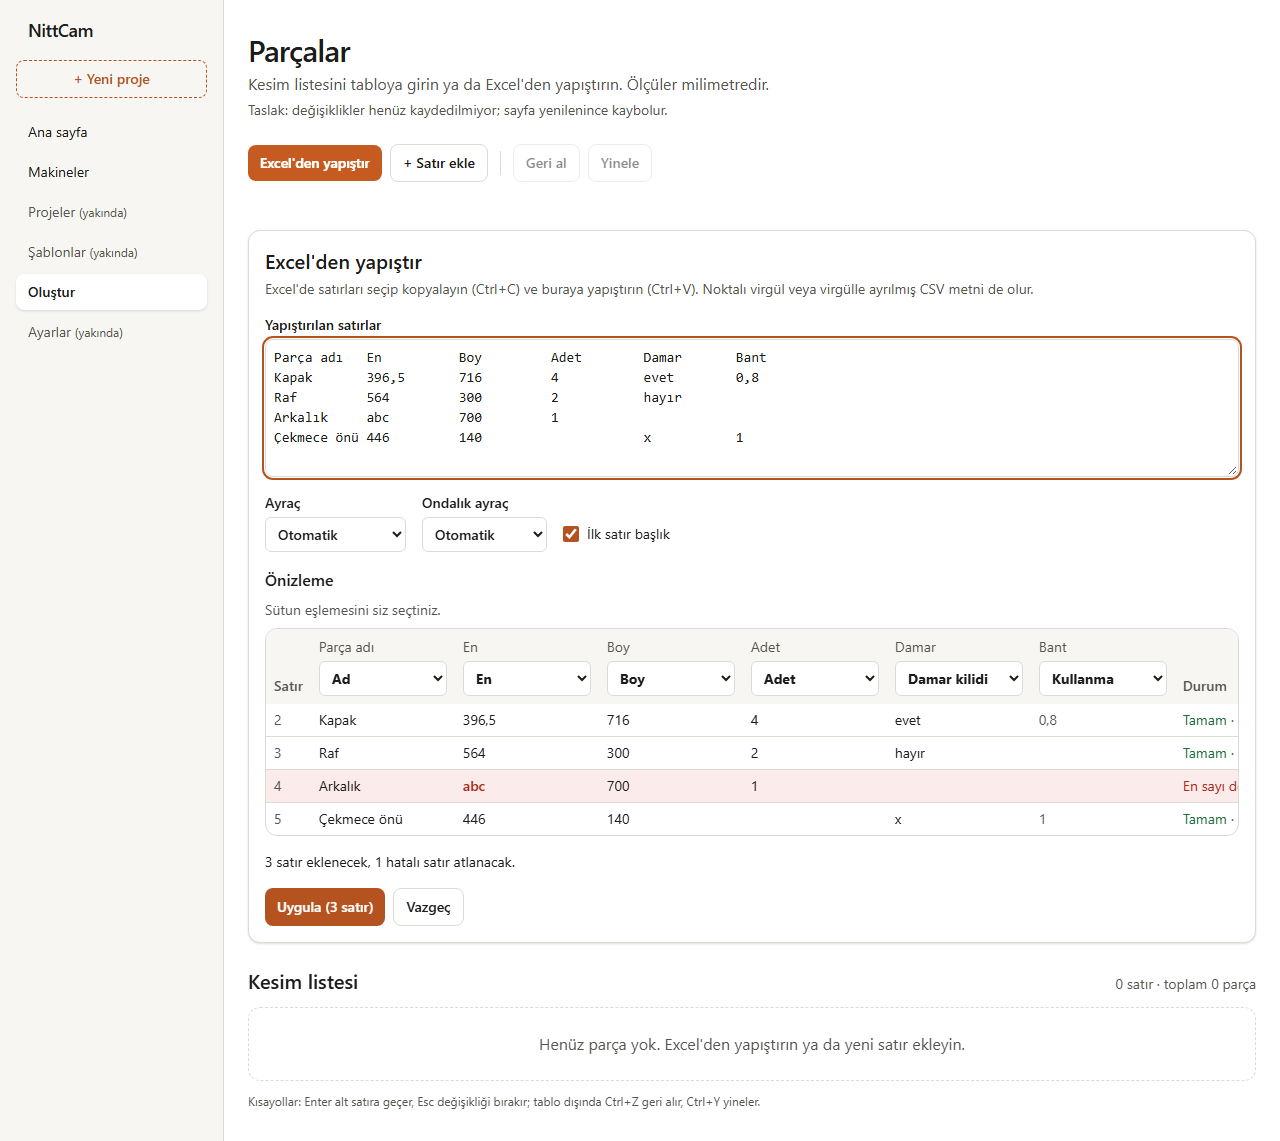 NittCam
+ Yeni proje
Ana sayfa
Makineler
Projeler (yakında)
Şablonlar (yakında)
Oluştur
Ayarlar (yakında)
Parçalar
Kesim listesini tabloya girin ya da Excel'den yapıştırın. Ölçüler milimetredir.
Taslak: değişiklikler henüz kaydedilmiyor; sayfa yenilenince kaybolur.
Excel'den yapıştır + Satır ekle Geri al Yinele
Excel'den yapıştır
Excel'de satırları seçip kopyalayın (Ctrl+C) ve buraya yapıştırın (Ctrl+V). Noktalı virgül veya virgülle ayrılmış CSV metni de olur.
Yapıştırılan satırlar
Parça adı En Boy Adet Damar Bant
Kapak 396,5 716 4 evet 0,8
Raf 564 300 2 hayır
Arkalık abc 700 1
Çekmece önü 446 140 x 1
Ayraç Ondalık ayraç
Otomatik Otomatik İlk satır başlık
Önizleme
Sütun eşlemesini siz seçtiniz.
Parça adı En Boy Adet Damar Bant
Satır Ad En Boy Adet Damar kilidi Kullanma Durum
2 Kapak 396,5 716 4 evet 0,8 Tamam ·
3 Raf 564 300 2 hayır Tamam ·
4 Arkalık abc 700 1 En sayı
5 Çekmece önü 446 140 x 1 Tamam ·
3 satır eklenecek, 1 hatalı satır atlanacak.
Uygula (3 satır) Vazgeç
Kesim listesi 0 satır · toplam 0 parça
Henüz parça yok. Excel'den yapıştırın ya da yeni satır ekleyin.
Kısayollar: Enter alt satıra geçer, Esc değişikliği bırakır; tablo dışında Ctrl+Z geri alır, Ctrl+Y yineler.